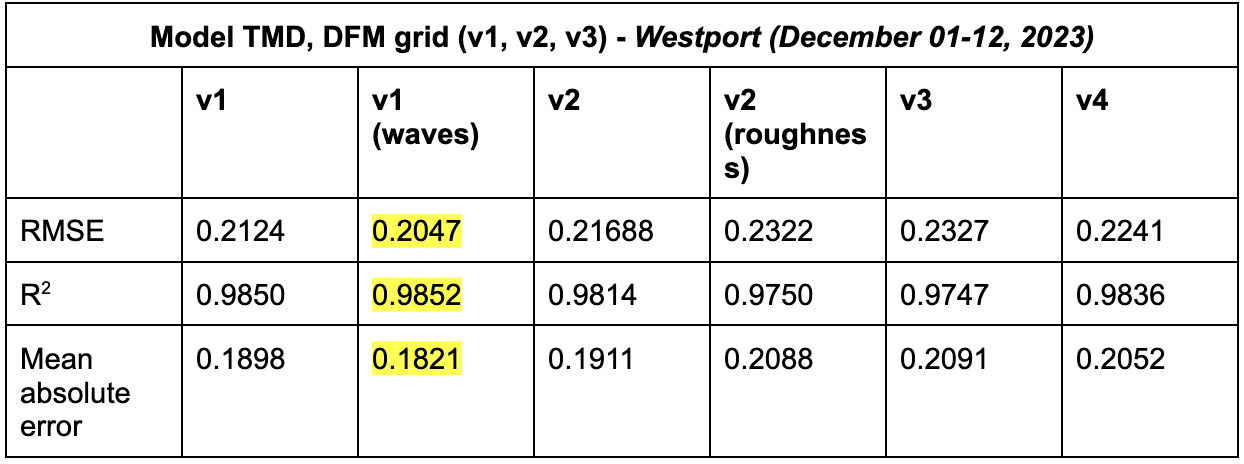 Model TMD, DFM grid (v1, v2, v3) - Westport (December 01-12, 2023)
v1 v1 (waves) v2 v2 (roughnes s) v3 v4
RMSE 0.2124 0.2047 0.21688 0.2322 0.2327 0.2241
R² 0.9850 0.9852 0.9814 0.9750 0.9747 0.9836
Mean absolute error 0.1898 0.1821 0.1911 0.2088 0.2091 0.2052